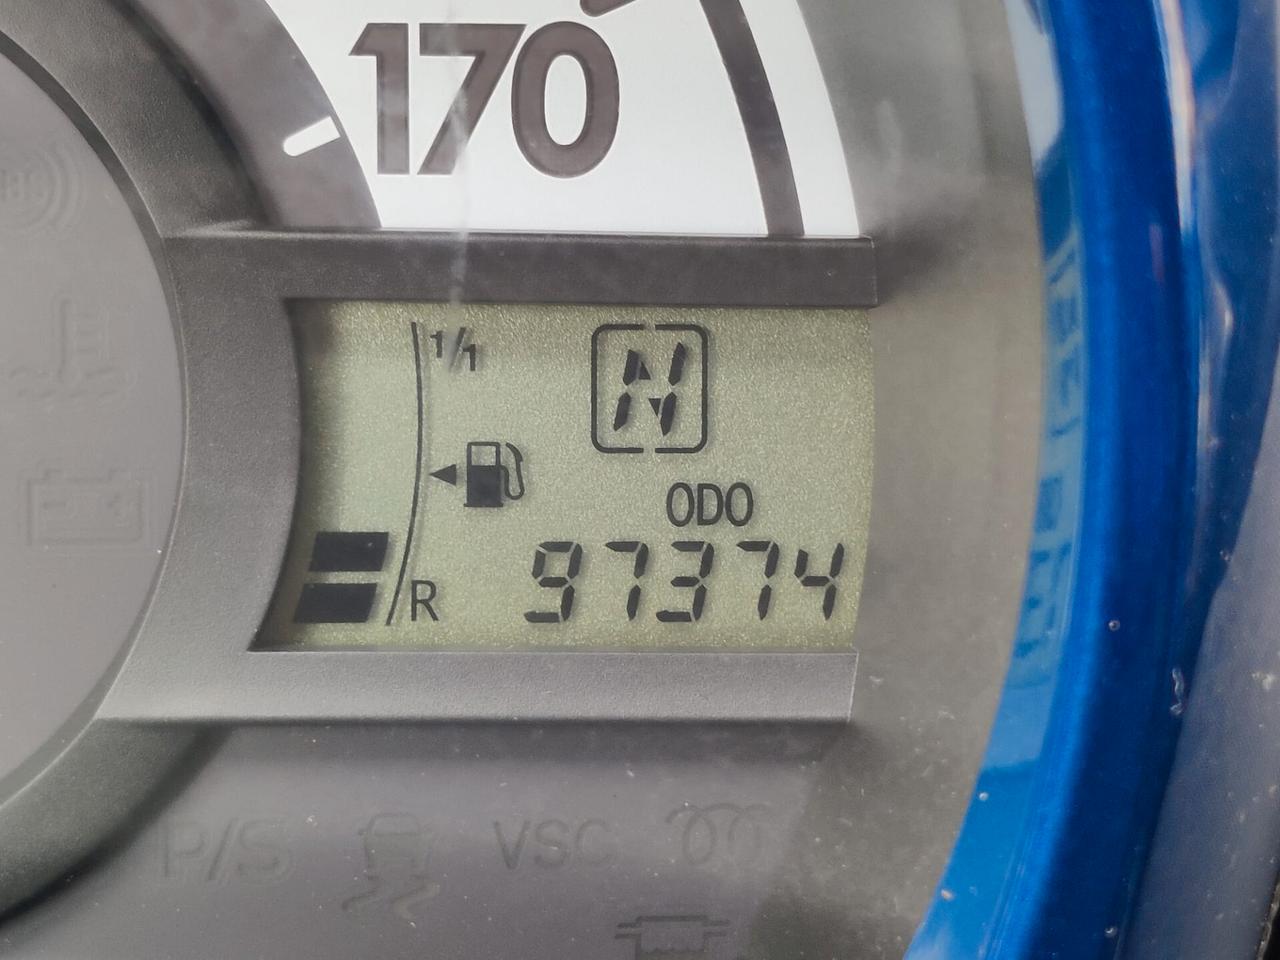 170
1/1
N
ODO
R 97374
P/S VSC